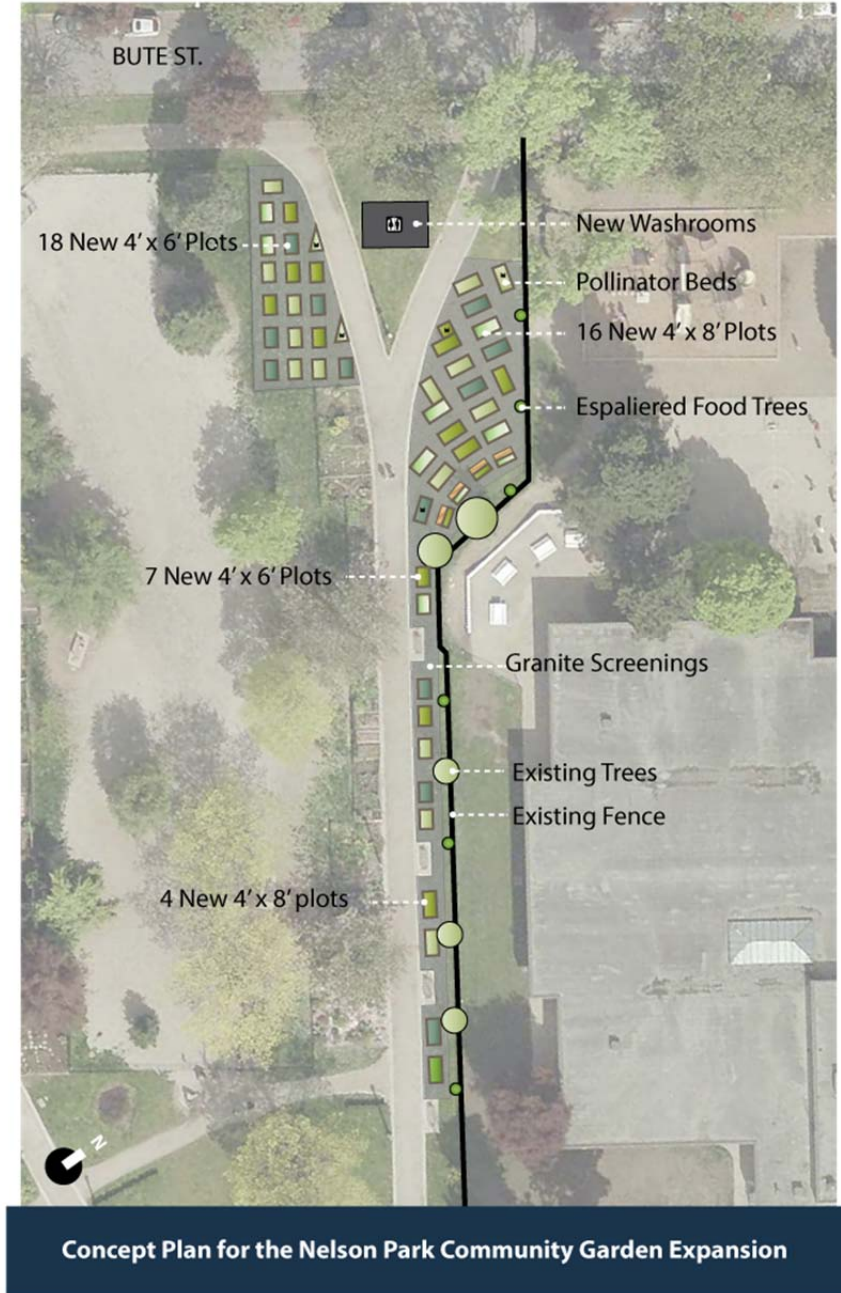 BUTE ST.
New Washrooms
18 New 4' x 6' Plots
Pollinator Beds
16 New 4' x 8' Plots
Espaliered Food Trees
7 New 4' x 6' Plots
Granite Screenings
Existing Trees
Existing Fence
4 New 4' x 8' plots
N
Concept Plan for the Nelson Park Community Garden Expansion